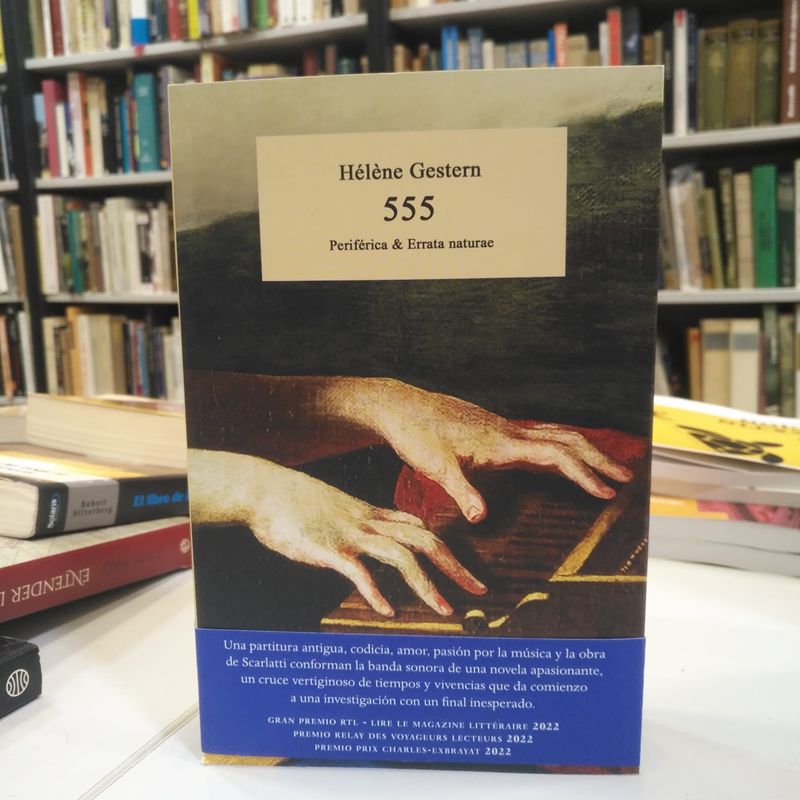 Hélène Gestern
555
Periférica & Errata naturae
Una partitura antigua, codicia, amor, pasión por la música y la obra
de Scarlatti conforman la banda sonora de una novela apasionante,
un cruce vertiginoso de tiempos y vivencias que da comienzo
a una investigación con un final inesperado.
GRAN PREMIO RTL - LIRE LE MAGAZINE LITTÉRAIRE 2022
PREMIO RELAY DES VOYAGEURS LECTEURS 2022
PREMIO PRIX CHARLES-EXBRAYAT 2022
Solaris
Robert
Silverberg
El libro de
ENTENDER